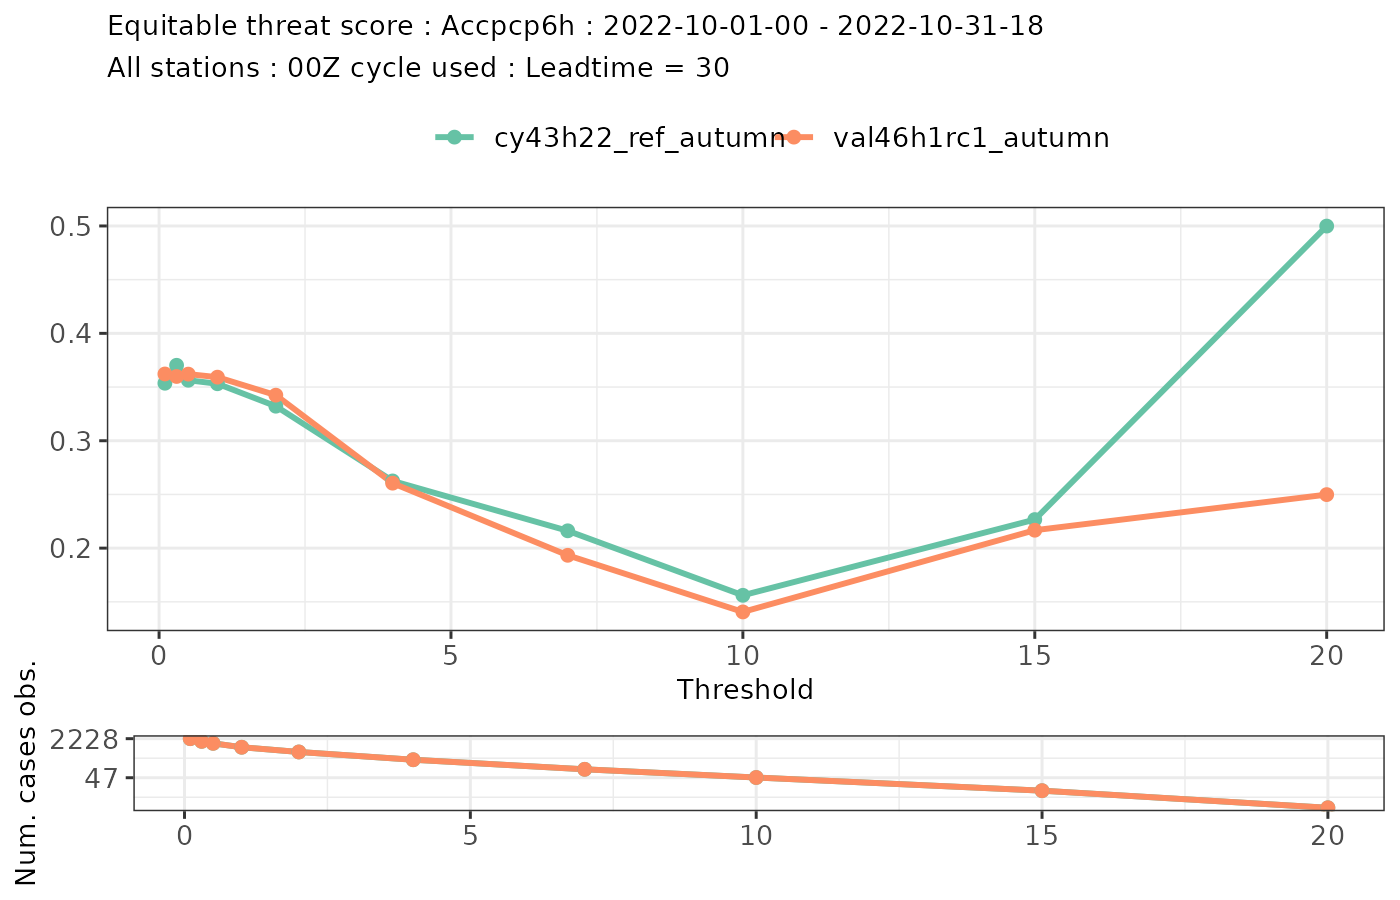 Equitable threat score : Accpcp6h : 2022-10-01-00 - 2022-10-31-18
All stations : 00Z cycle used : Leadtime = 30
cy43h22_ref_autumn val46h1rc1_autumn
0.5
0.4
0.3
0.2
0 5 10 15 20
Threshold
Num. cases obs.
2228
47
0 5 10 15 20